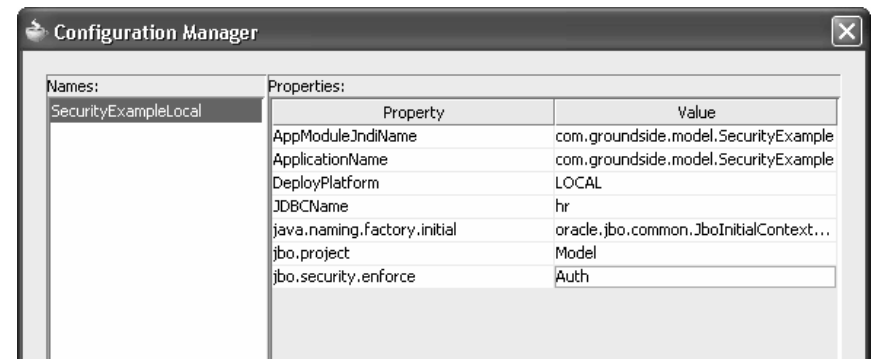 Configuration Manager
Names: Properties:
SecurityExampleLocal Property Value
AppModuleJndiName com.groundside.model.SecurityExample
ApplicationName com.groundside.model.SecurityExample
DeployPlatform LOCAL
JDBCName hr
java.naming.factory.initial oracle.jbo.common.JboInitialContext...
jbo.project Model
jbo.security.enforce Auth